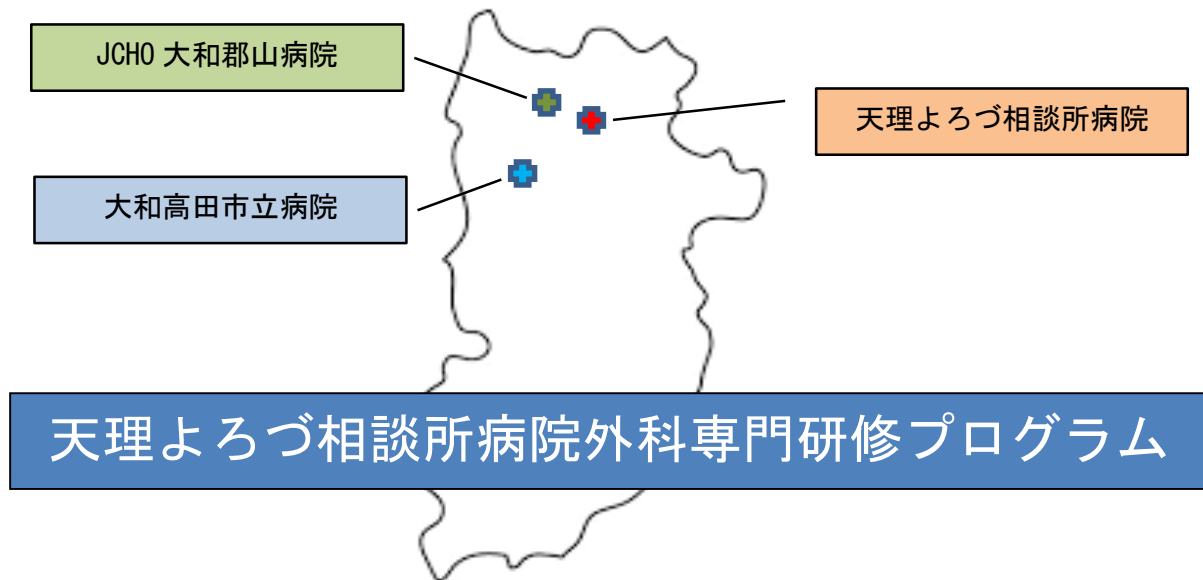 JCHO 大和郡山病院
天理よろづ相談所病院
大和高田市立病院
天理よろづ相談所病院外科専門研修プログラム